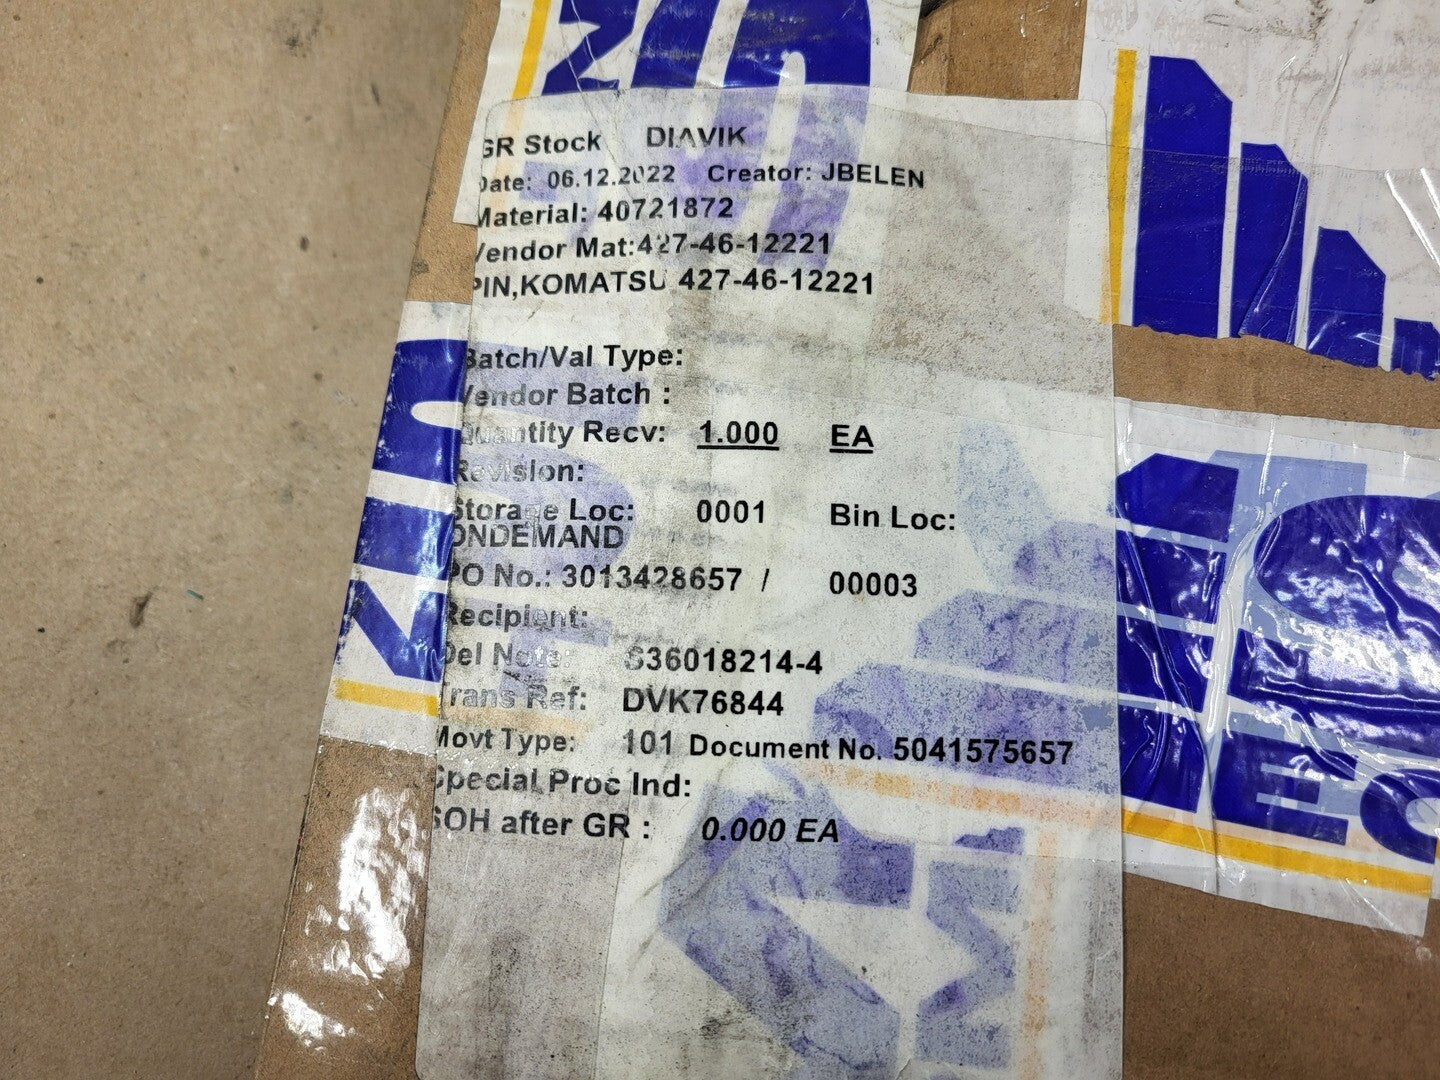 GR Stock DIAVIK
Date: 06.12.2022 Creator: JBELEN
Material: 40721872
Vendor Mat:427-46-12221
PIN,KOMATSU 427-46-12221
Batch/Val Type:
Vendor Batch :
Quantity Recv: 1.000 EA
Revision:
Storage Loc: 0001 Bin Loc:
ONDEMAND
PO No.: 3013428657 / 00003
Recipient:
Del Note: S36018214-4
Trans Ref: DVK76844
Movt Type: 101 Document No. 5041575657
Special Proc Ind:
SOH after GR : 0.000 EA